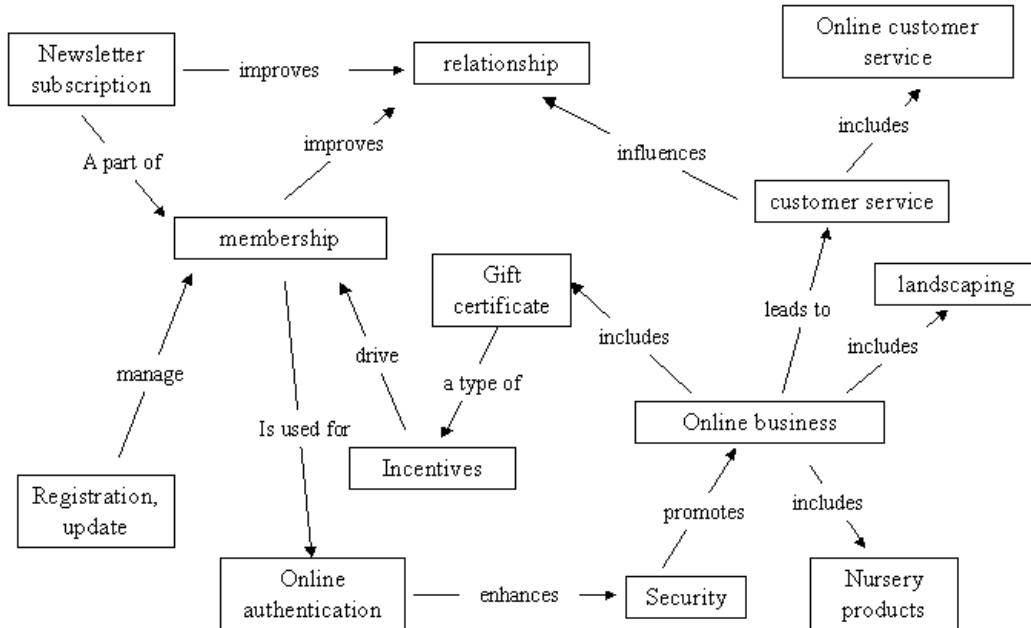 Newsletter
subscription
improves
relationship
Online customer
service
A part of
improves
influences
includes
membership
customer service
Gift
certificate
landscaping
manage
drive
includes
leads to
includes
a type of
Is used for
Online business
Incentives
Registration,
update
promotes
includes
Online
authentication
enhances
Security
Nursery
products